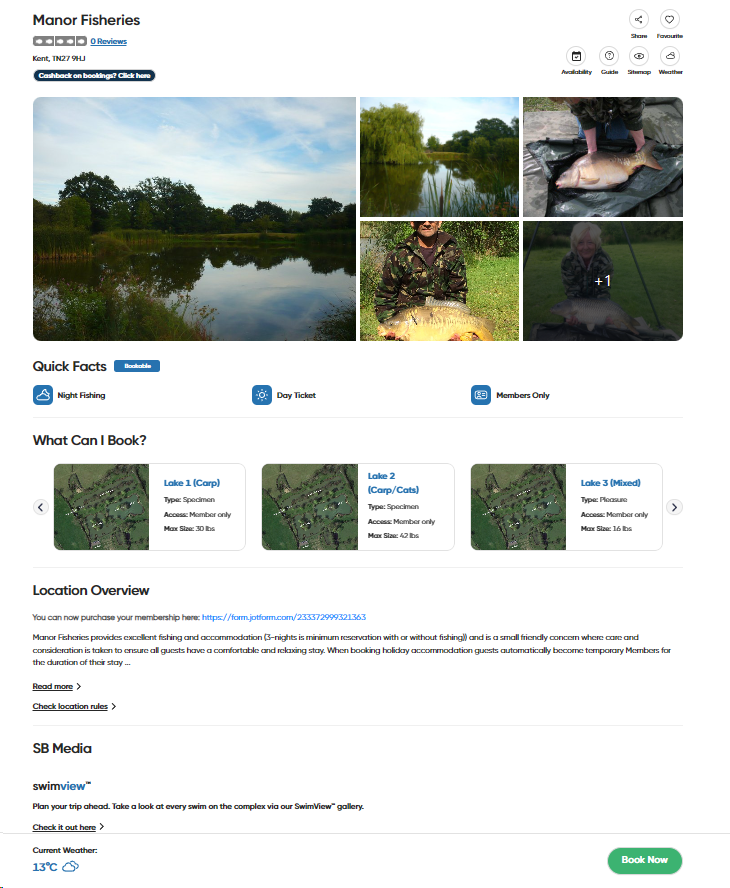 Manor Fisheries
0 Reviews
Kent, TN27 9HJ
Cashback on bookings? Click here
Share
Favourite
Availability
Guide
Sitemap
Weather
+1
Quick Facts
Bookable
Night Fishing
Day Ticket
Members Only
What Can I Book?
Lake 1 (Carp)
Type: Specimen
Access: Member only
Max Size: 30 lbs
Lake 2
(Carp/Cats)
Type: Specimen
Access: Member only
Max Size: 42 lbs
Lake 3 (Mixed)
Type: Pleasure
Access: Member only
Max Size: 16 lbs
Location Overview
You can now purchase your membership here: https://form.jotform.com/233372999321363
Manor Fisheries provides excellent fishing and accommodation (3-nights is minimum reservation with or without fishing)) and is a small friendly concern where care and
consideration is taken to ensure all guests have a comfortable and relaxing stay. When booking holiday accommodation guests automatically become temporary Members for
the duration of their stay ...
Read more
Check location rules
SB Media
swimview™
Plan your trip ahead. Take a look at every swim on the complex via our SwimView™ gallery.
Check it out here
Current Weather:
13°C
Book Now